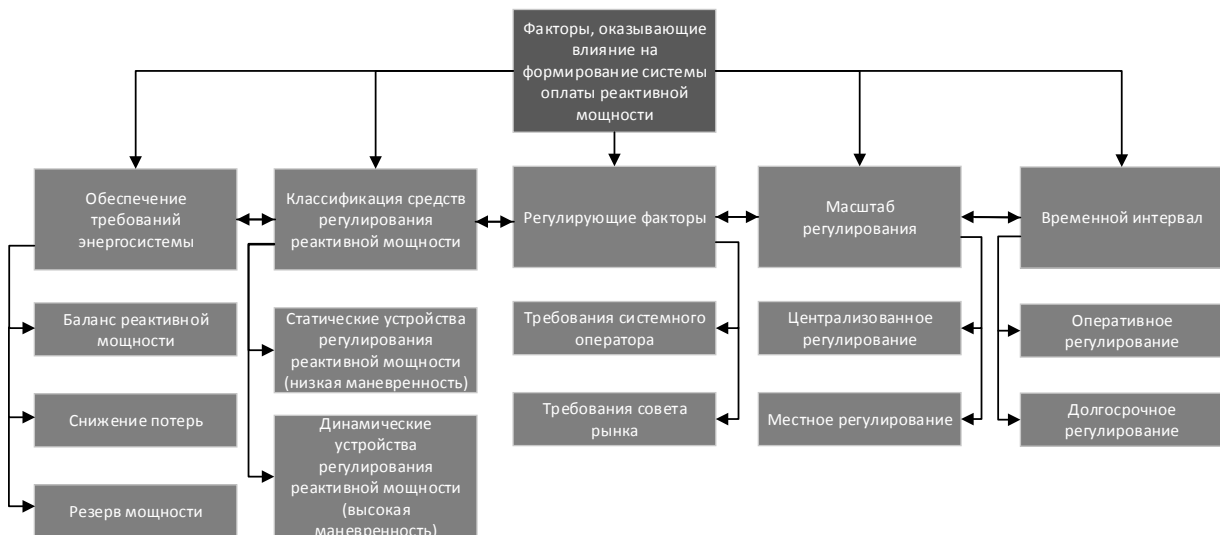 Факторы, оказывающие
влияние на
формирование системы
оплаты реактивной
мощности
Обеспечение
требований
энергосистемы
Классификация средств
регулирования
реактивной мощности
Регулирующие факторы
Масштаб
регулирования
Временной интервал
Баланс реактивной
мощности
Снижение потерь
Резерв мощности
Статические устройства
регулирования
реактивной мощности
(низкая маневренность)
Динамические
устройства
регулирования
реактивной мощности
(высокая
маневренность)
Требования системного
оператора
Требования совета
рынка
Централизованное
регулирование
Местное регулирование
Оперативное
регулирование
Долгосрочное
регулирование